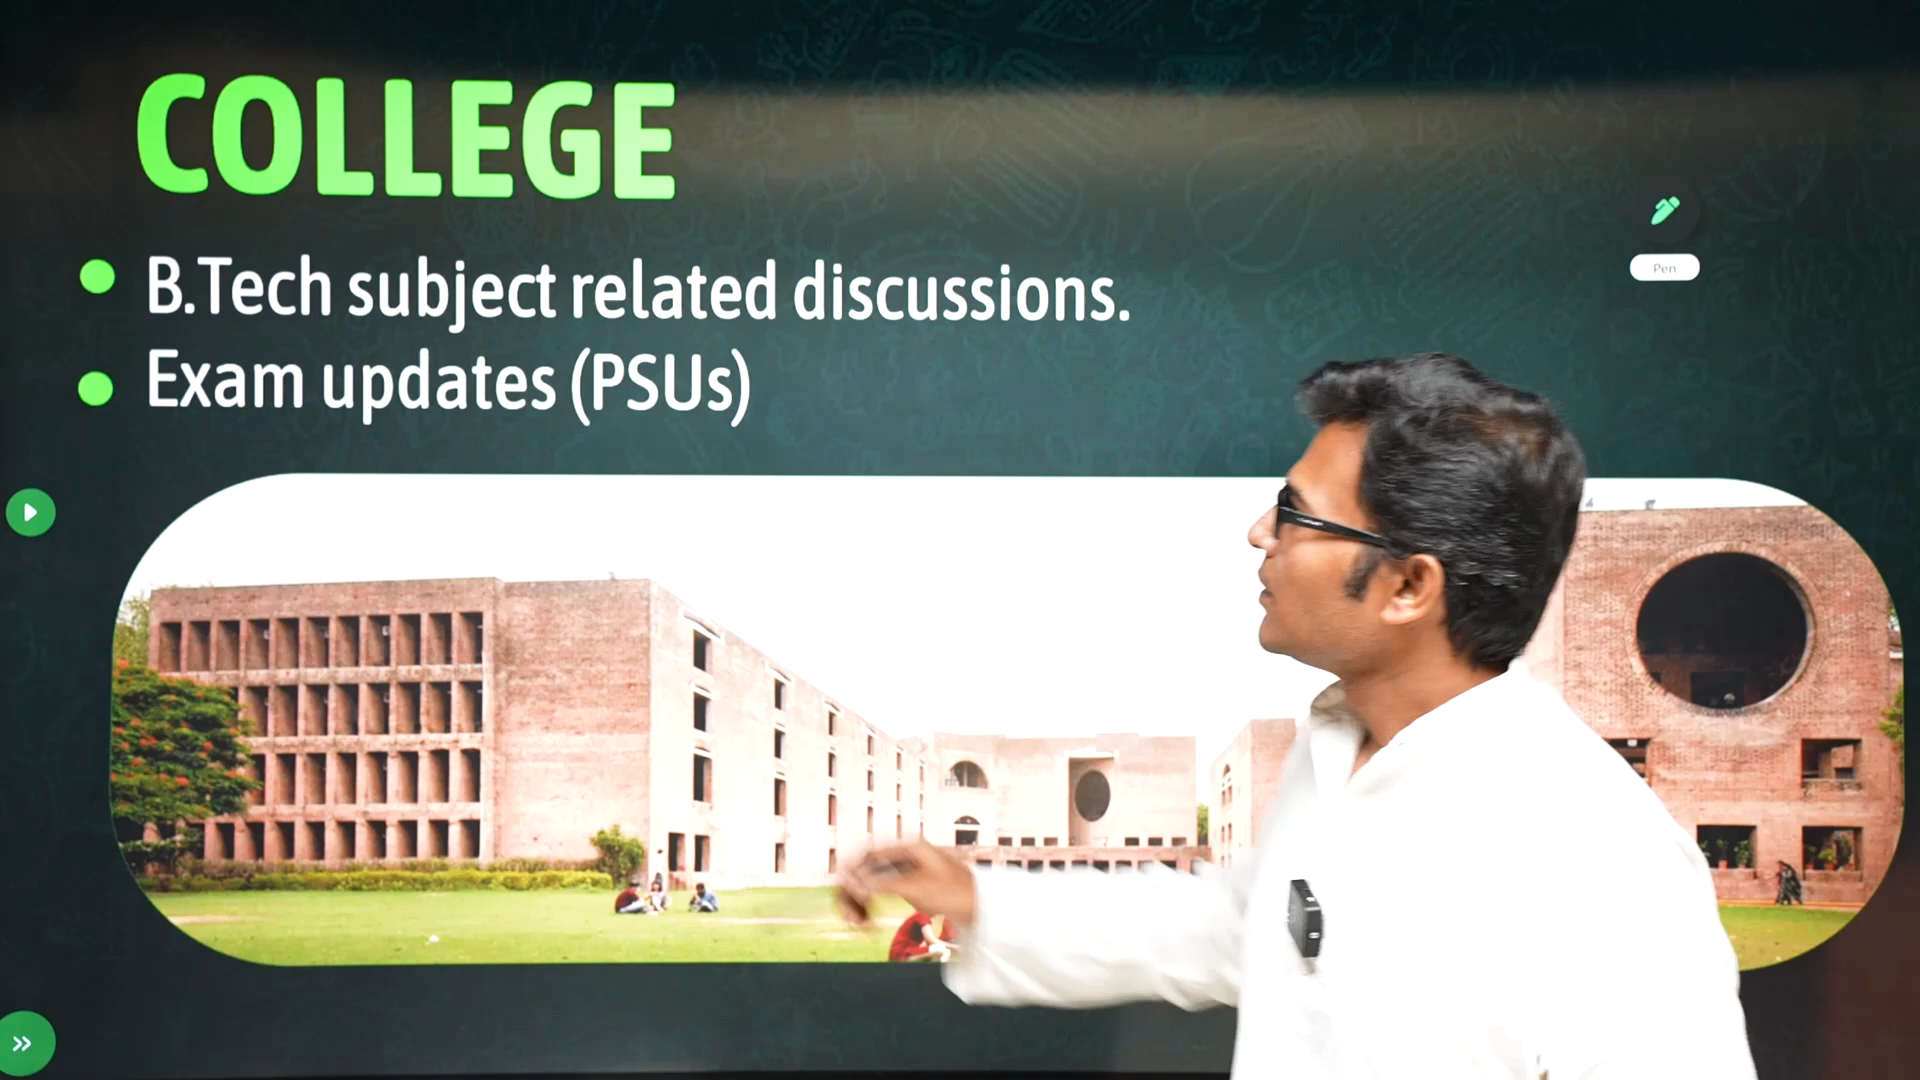 COLLEGE
B.Tech subject related discussions.
Exam updates (PSUs)
Pen